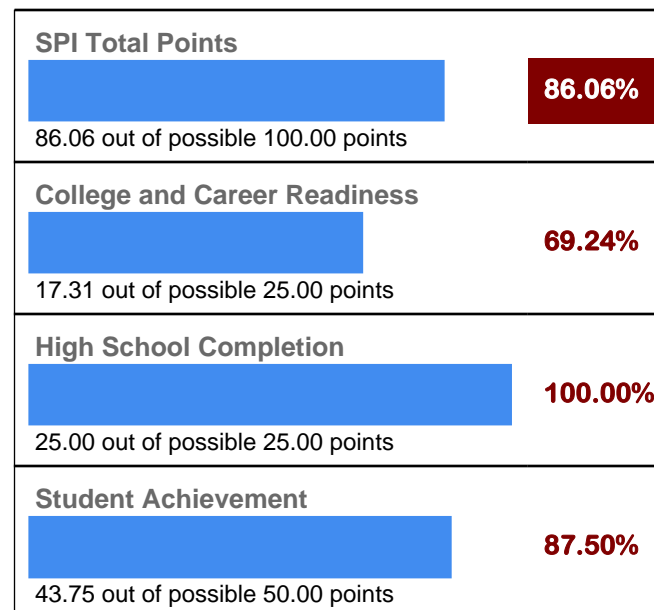 SPI Total Points
86.06%
86.06 out of possible 100.00 points
College and Career Readiness
69.24%
17.31 out of possible 25.00 points
High School Completion
100.00%
25.00 out of possible 25.00 points
Student Achievement
87.50%
43.75 out of possible 50.00 points